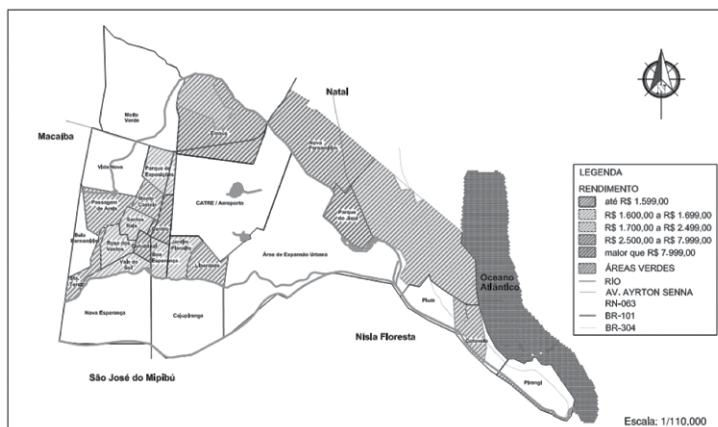 Natal
Macaíba
Monte Verde
Emaús
Nova Parnamirim
Vida Nova
Parque de Exposições
Passagem de Areia
CATRE / Aeroporto
Parque do Jiqui
Bela Parnamirim
Santos Reis
Rosa dos Ventos
Vale do Sol
Boa Esperança
Jardim Planalto
Liberdade
Área de Expansão Urbana
Nova Esperança
Cajupiranga
Pium
Cotovelo
Pirangi
Oceano
Atlântico
Nísia Floresta
São José do Mipibú
LEGENDA
RENDIMENTO
até R$ 1.599,00
R$ 1.600,00 a R$ 1.699,00
R$ 1.700,00 a R$ 2.499,00
R$ 2.500,00 a R$ 7.999,00
maior que R$ 7.999,00
ÁREAS VERDES
RIO
AV. AYRTON SENNA
RN-063
BR-101
BR-304
Escala: 1/110.000